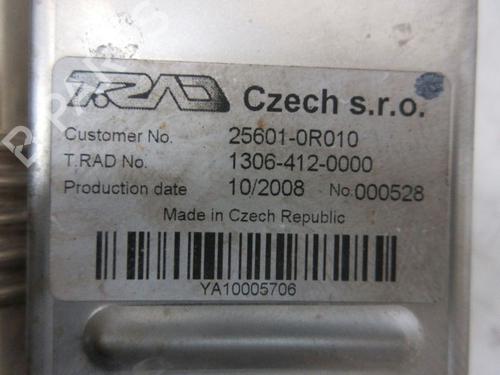 T.RAD Czech s.r.o.
Customer No. 25601-0R010
T.RAD No. 1306-412-0000
Production date 10/2008 No. 000528
Made in Czech Republic
YA10005706